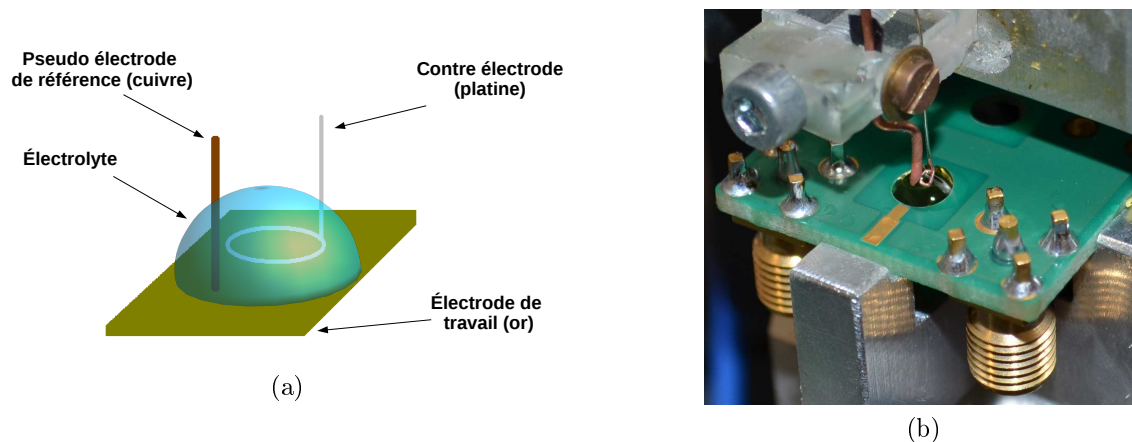 Pseudo électrode
de référence (cuivre)
Contre électrode
(platine)
Électrolyte
Électrode de
travail (or)
(a)
(b)